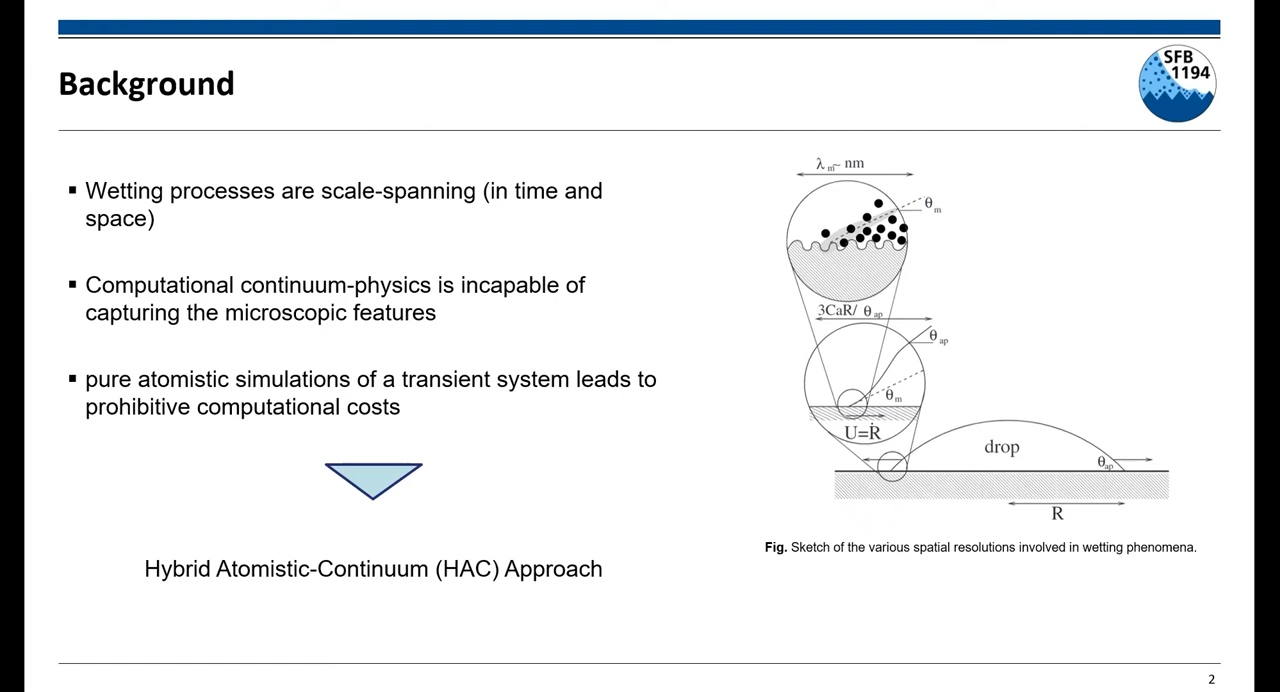 SFB
1194
Background
▪ Wetting processes are scale-spanning (in time and
space)
▪ Computational continuum-physics is incapable of
capturing the microscopic features
▪ pure atomistic simulations of a transient system leads to
prohibitive computational costs
Hybrid Atomistic-Continuum (HAC) Approach
λ m~ nm
θ m
3CaR/ θ ap
θ ap
θ m
U=Ṙ
drop
θ ap
R
Fig. Sketch of the various spatial resolutions involved in wetting phenomena.
2